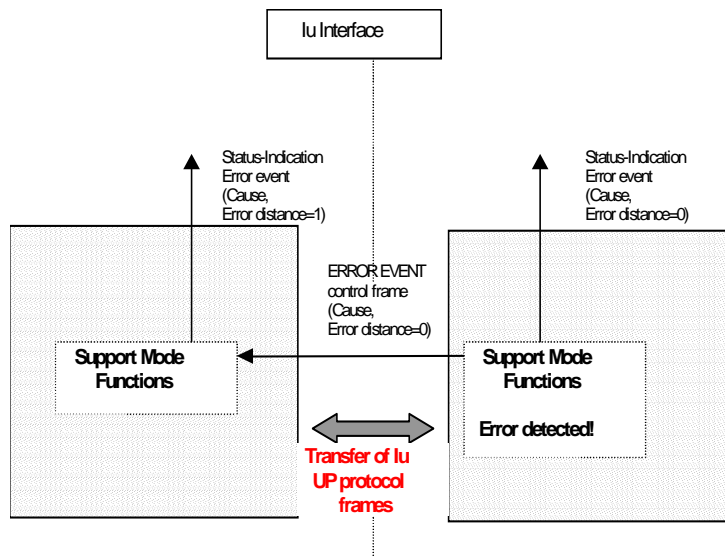 Iu Interface
Status-Indication
Error event
(Cause,
Error distance=1)
Status-Indication
Error event
(Cause,
Error distance=0)
ERROR EVENT
control frame
(Cause,
Error distance=0)
Support Mode
Functions
Support Mode
Functions
Error detected!
Transfer of Iu
UP protocol
frames